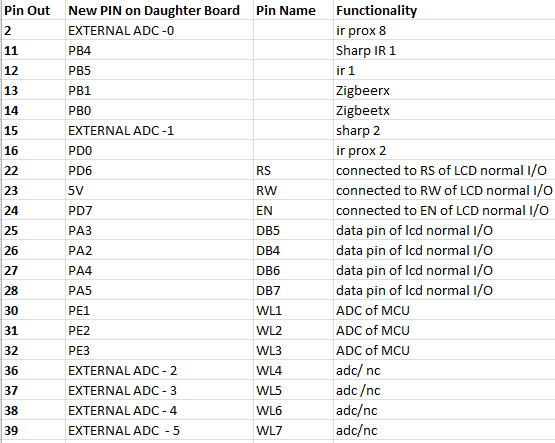 Pin Out New PIN on Daughter Board Pin Name Functionality
2 EXTERNAL ADC -0 ir prox 8
11 PB4 Sharp IR 1
12 PB5 ir 1
13 PB1 Zigbeerx
14 PB0 Zigbeetx
15 EXTERNAL ADC -1 sharp 2
16 PD0 ir prox 2
22 PD6 RS connected to RS of LCD normal I/O
23 5V RW connected to RW of LCD normal I/O
24 PD7 EN connected to EN of LCD normal I/O
25 PA3 DB5 data pin of lcd normal I/O
26 PA2 DB4 data pin of lcd normal I/O
27 PA4 DB6 data pin of lcd normal I/O
28 PA5 DB7 data pin of lcd normal I/O
30 PE1 WL1 ADC of MCU
31 PE2 WL2 ADC of MCU
32 PE3 WL3 ADC of MCU
36 EXTERNAL ADC - 2 WL4 adc/ nc
37 EXTERNAL ADC - 3 WL5 adc /nc
38 EXTERNAL ADC - 4 WL6 adc/nc
39 EXTERNAL ADC  - 5 WL7 adc/nc